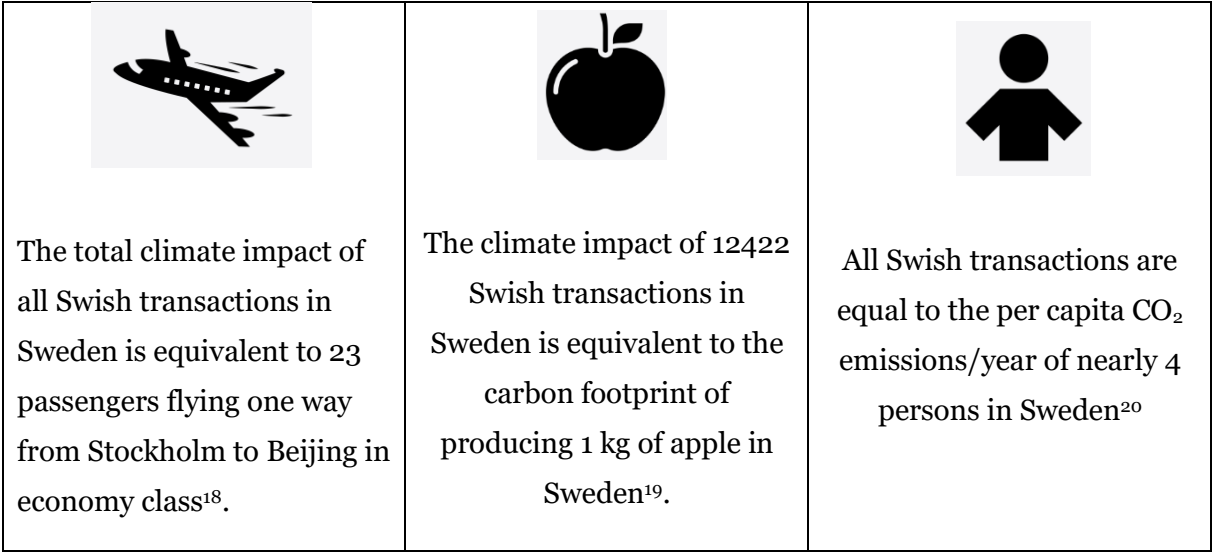 The total climate impact of
all Swish transactions in
Sweden is equivalent to 23
passengers flying one way
from Stockholm to Beijing in
economy class¹⁸.
The climate impact of 12422
Swish transactions in
Sweden is equivalent to the
carbon footprint of
producing 1 kg of apple in
Sweden¹⁹.
All Swish transactions are
equal to the per capita CO₂
emissions/year of nearly 4
persons in Sweden²⁰